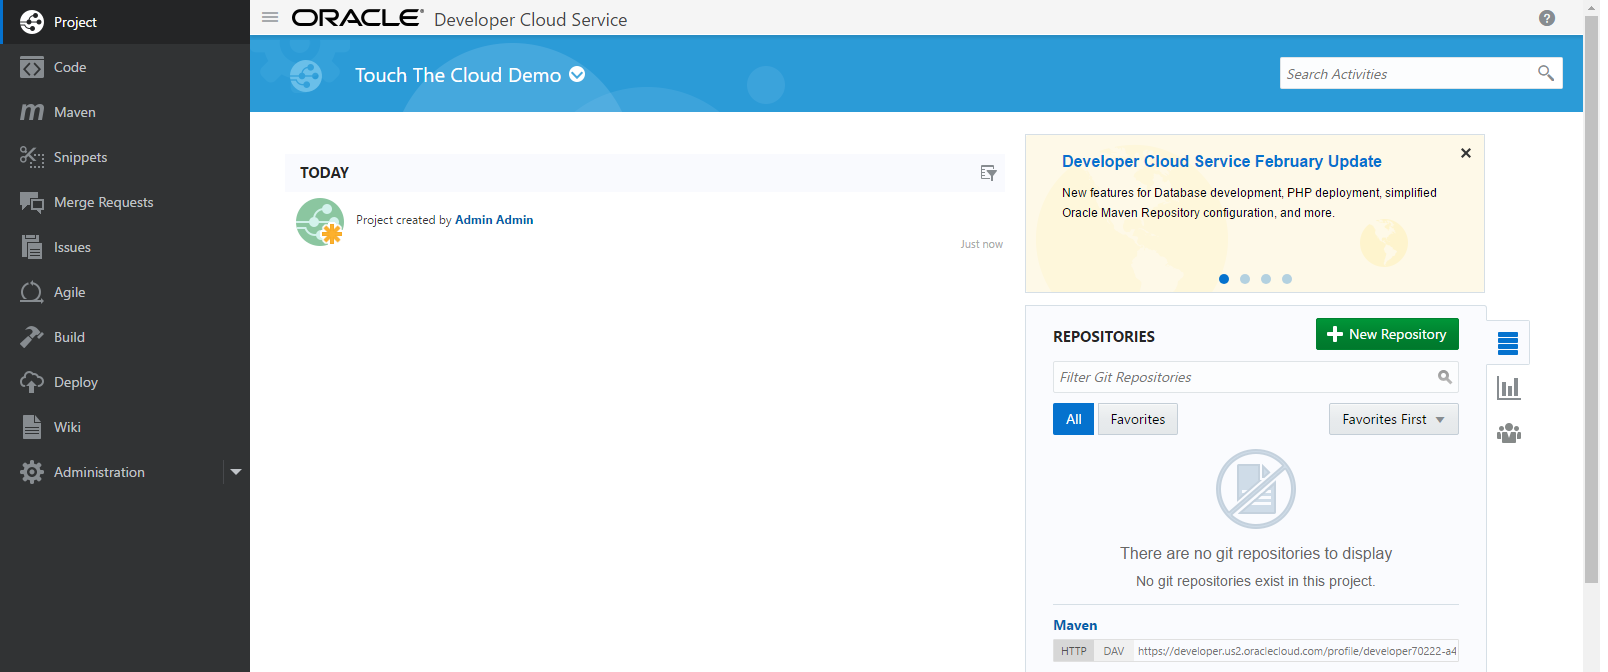 Project
Code
Maven
Snippets
Merge Requests
Issues
Agile
Build
Deploy
Wiki
Administration
ORACLE® Developer Cloud Service
Touch The Cloud Demo
Search Activities
TODAY
Project created by Admin Admin
Just now
Developer Cloud Service February Update
New features for Database development, PHP deployment, simplified
Oracle Maven Repository configuration, and more.
REPOSITORIES
New Repository
Filter Git Repositories
All Favorites Favorites First
There are no git repositories to display
No git repositories exist in this project.
Maven
HTTP DAV https://developer.us2.oraclecloud.com/profile/developer70222-a4